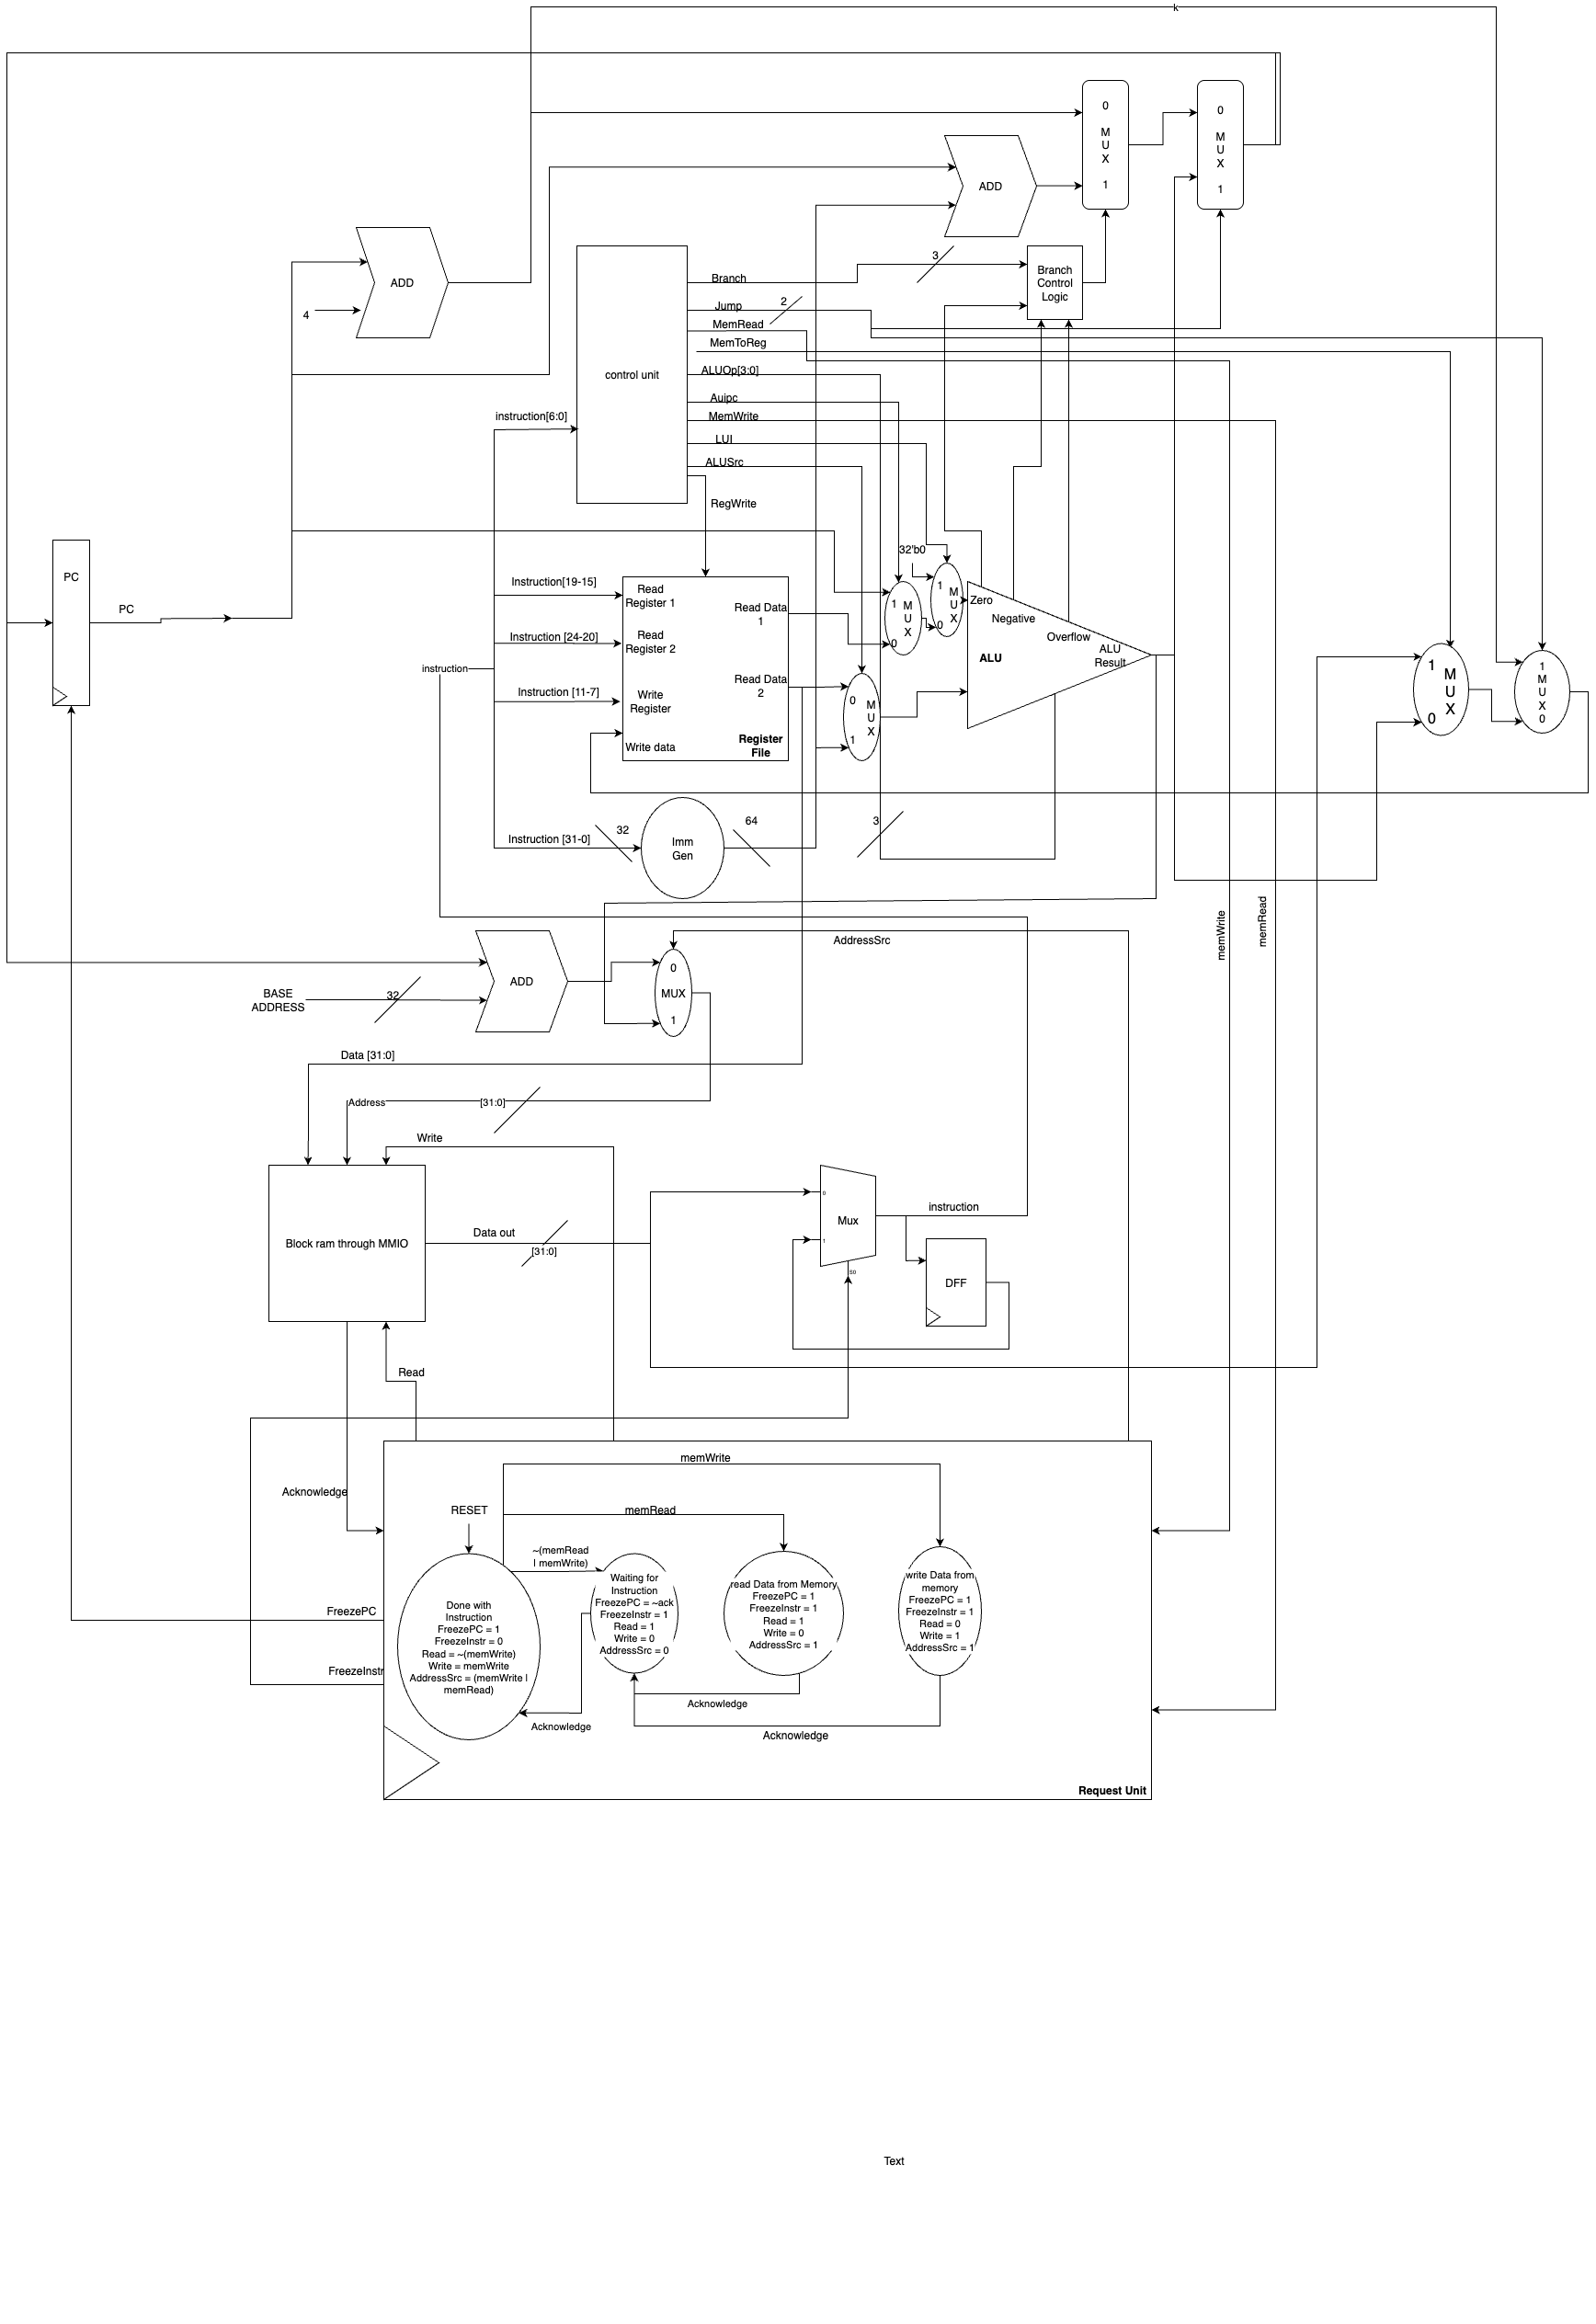 k
0
M
U
X
1
0
M
U
X
1
ADD
ADD
4
control unit
Branch
3
Jump
2
MemRead
MemToReg
ALUOp[3:0]
Auipc
MemWrite
LUI
ALUSrc
RegWrite
Branch
Control
Logic
instruction[6:0]
PC
PC
Instruction[19-15]
Instruction [24-20]
instruction
Instruction [11-7]
Read
Register 1
Read
Register 2
Write
Register
Write data
Read Data
1
Read Data
2
Register
File
32'b0
1
M
U
X
0
1
M
U
X
0
0
M
U
X
1
Zero
Negative
Overflow
ALU
ALU
Result
1
M
U
X
0
1
M
U
X
0
Instruction [31-0]
32
Imm
Gen
64
3
memWrite
memRead
AddressSrc
BASE
ADDRESS
32
ADD
0
MUX
1
Data [31:0]
Address
[31:0]
Write
Block ram through MMIO
Data out
[31:0]
0
Mux
1
S0
instruction
DFF
Read
Acknowledge
FreezePC
FreezeInstr
memWrite
RESET
memRead
~(memRead
| memWrite)
Done with
Instruction
FreezePC = 1
FreezeInstr = 0
Read = ~(memWrite)
Write = memWrite
AddressSrc = (memWrite |
memRead)
Waiting for
Instruction
FreezePC = ~ack
FreezeInstr = 1
Read = 1
Write = 0
AddressSrc = 0
read Data from Memory
FreezePC = 1
FreezeInstr = 1
Read = 1
Write = 0
AddressSrc = 1
write Data from
memory
FreezePC = 1
FreezeInstr = 1
Read = 0
Write = 1
AddressSrc = 1
Acknowledge
Acknowledge
Acknowledge
Request Unit
Text